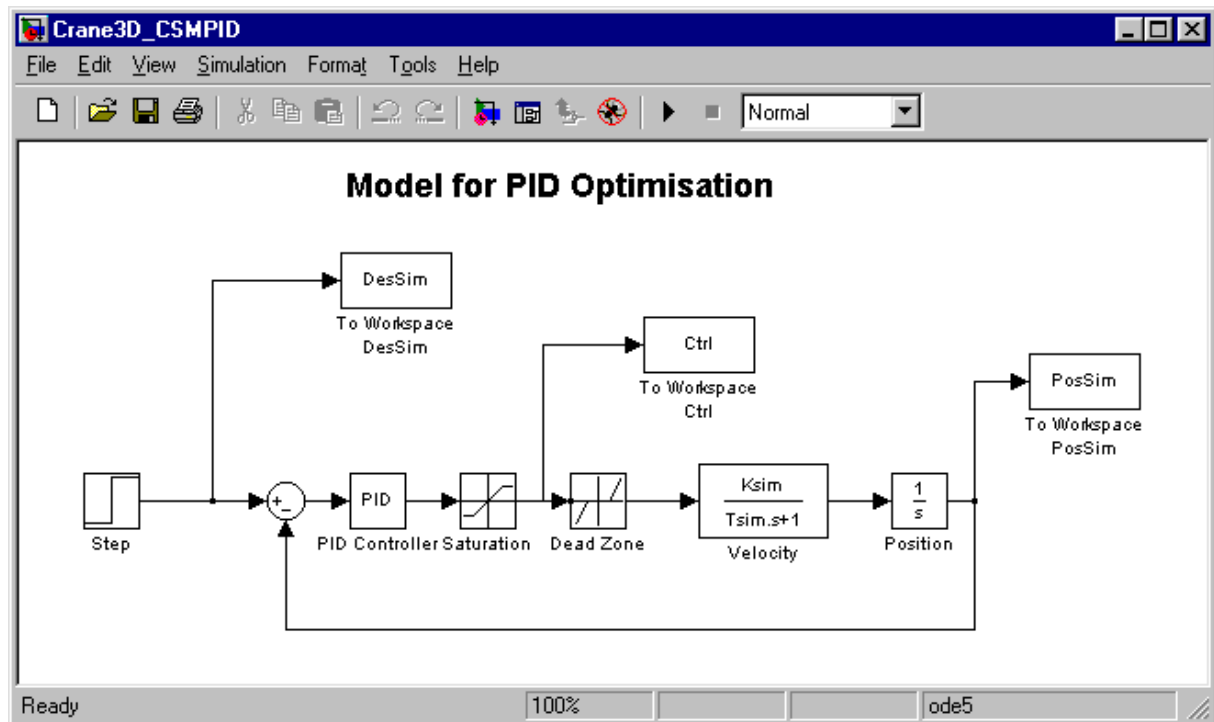 Crane3D_CSMPID
File Edit View Simulation Format Tools Help
Normal
Model for PID Optimisation
DesSim
To Workspace
DesSim
Ctrl
To Workspace
Ctrl
PosSim
To Workspace
PosSim
Step
+
-
PID
PID Controller
Saturation
Dead Zone
Ksim
Tsim.s+1
Velocity
1
s
Position
Ready 100% ode5